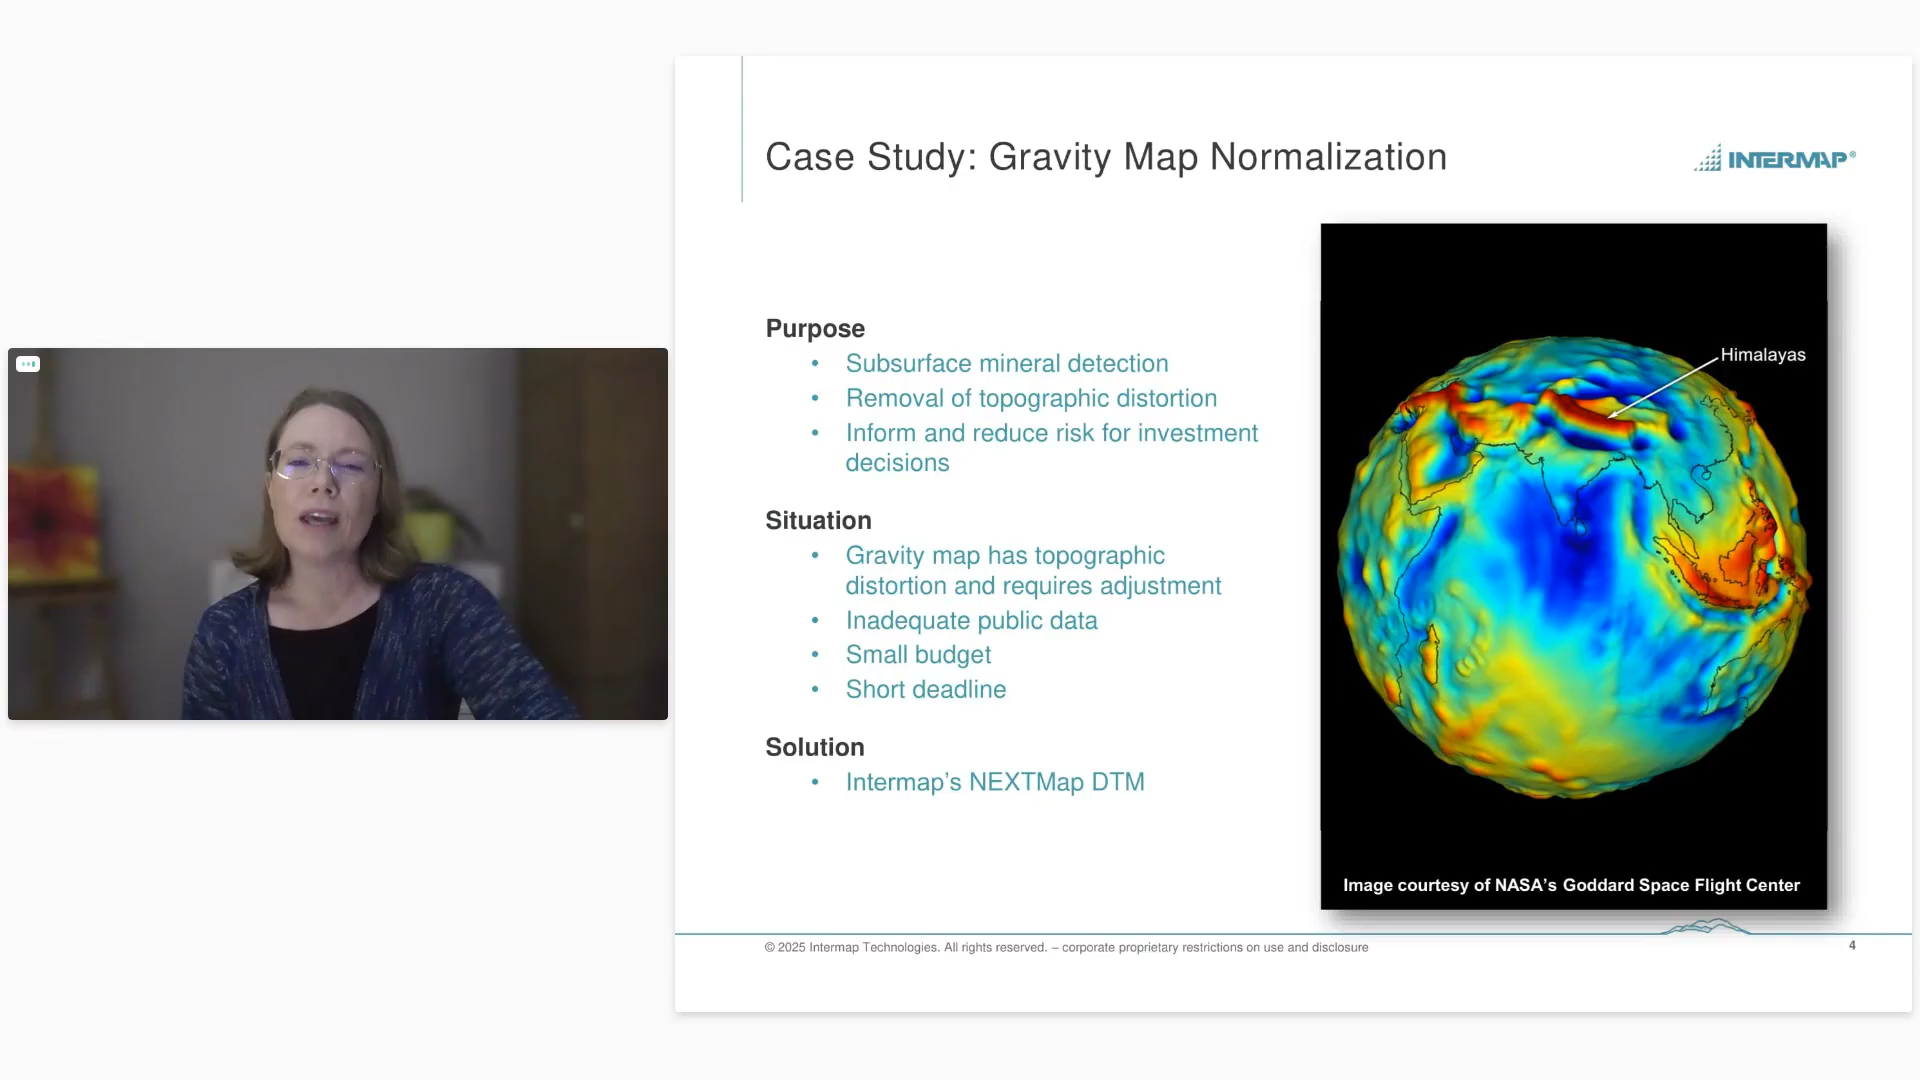 Case Study: Gravity Map Normalization
INTERMAP®
Purpose
• Subsurface mineral detection
• Removal of topographic distortion
• Inform and reduce risk for investment
decisions
Situation
• Gravity map has topographic
distortion and requires adjustment
• Inadequate public data
• Small budget
• Short deadline
Solution
• Intermap’s NEXTMap DTM
Himalayas
Image courtesy of NASA’s Goddard Space Flight Center
© 2025 Intermap Technologies. All rights reserved. – corporate proprietary restrictions on use and disclosure
4